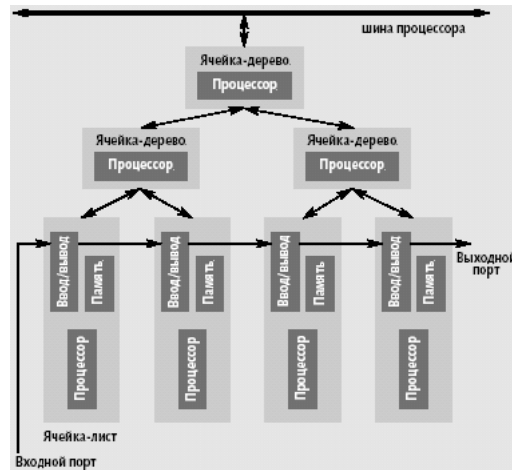 шина процессора
Ячейка-дерево
Процессор
Ячейка-дерево
Процессор
Ячейка-дерево
Процессор
Ввод/вывод
Память
Процессор
Ввод/вывод
Память
Процессор
Ввод/вывод
Память
Процессор
Ввод/вывод
Память
Процессор
Выходной
порт
Ячейка-лист
Входной порт